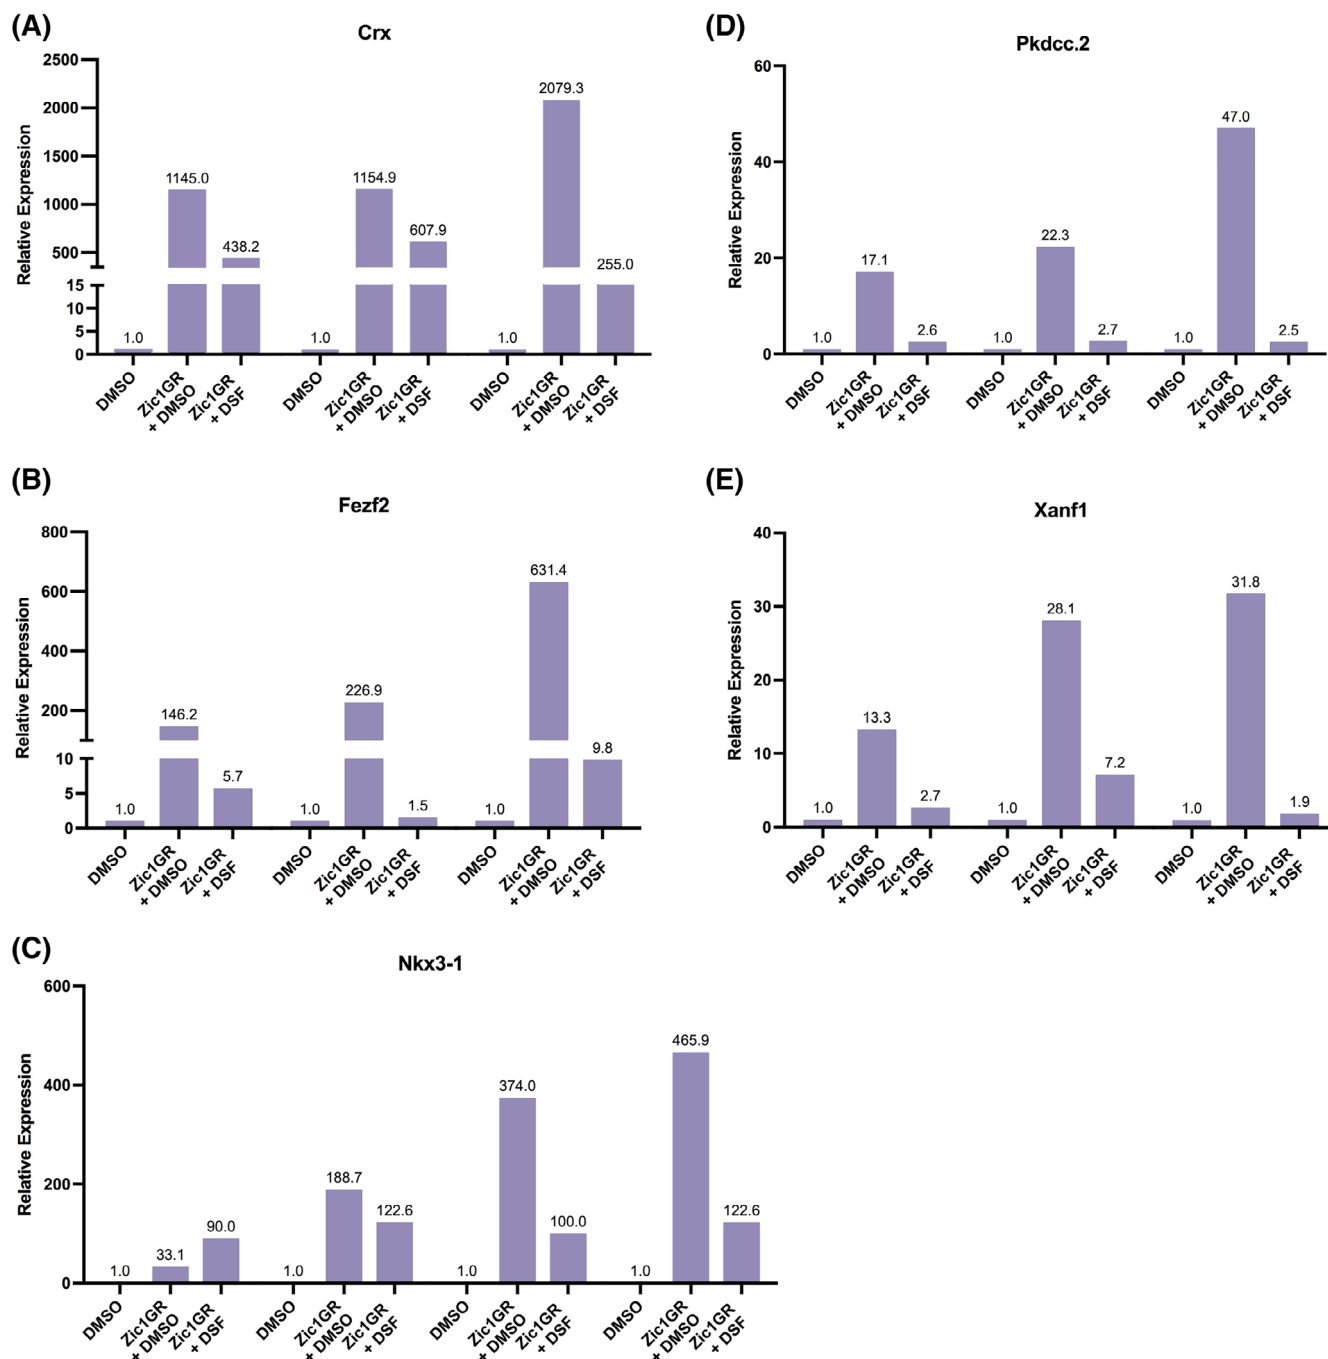 (A)
Crx
Relative Expression
2500
2000
1500
1000
500
15
10
5
0
1.0
1145.0
438.2
1.0
1154.9
607.9
1.0
2079.3
255.0
DMSO
Zic1GR
+ DMSO
Zic1GR
+ DSF
DMSO
Zic1GR
+ DMSO
Zic1GR
+ DSF
DMSO
Zic1GR
+ DMSO
Zic1GR
+ DSF
(B)
Fezf2
Relative Expression
800
600
400
200
10
5
0
1.0
146.2
5.7
1.0
226.9
1.5
1.0
631.4
9.8
DMSO
Zic1GR
+ DMSO
Zic1GR
+ DSF
DMSO
Zic1GR
+ DMSO
Zic1GR
+ DSF
DMSO
Zic1GR
+ DMSO
Zic1GR
+ DSF
(C)
Nkx3-1
Relative Expression
600
400
200
0
1.0
33.1
90.0
1.0
188.7
122.6
1.0
374.0
100.0
1.0
465.9
122.6
DMSO
Zic1GR
+ DMSO
Zic1GR
+ DSF
DMSO
Zic1GR
+ DMSO
Zic1GR
+ DSF
DMSO
Zic1GR
+ DMSO
Zic1GR
+ DSF
DMSO
Zic1GR
+ DMSO
Zic1GR
+ DSF
(D)
Pkdcc.2
Relative Expression
60
40
20
0
1.0
17.1
2.6
1.0
22.3
2.7
1.0
47.0
2.5
DMSO
Zic1GR
+ DMSO
Zic1GR
+ DSF
DMSO
Zic1GR
+ DMSO
Zic1GR
+ DSF
DMSO
Zic1GR
+ DMSO
Zic1GR
+ DSF
(E)
Xanf1
Relative Expression
40
30
20
10
0
1.0
13.3
2.7
1.0
28.1
7.2
1.0
31.8
1.9
DMSO
Zic1GR
+ DMSO
Zic1GR
+ DSF
DMSO
Zic1GR
+ DMSO
Zic1GR
+ DSF
DMSO
Zic1GR
+ DMSO
Zic1GR
+ DSF